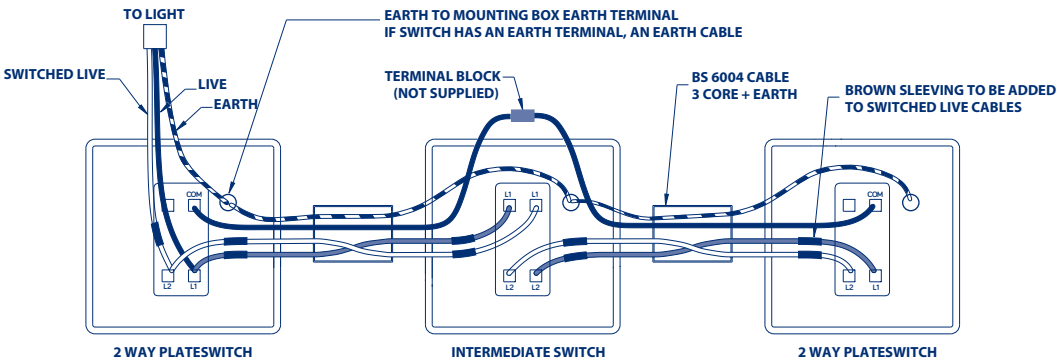 TO LIGHT
EARTH TO MOUNTING BOX EARTH TERMINAL
IF SWITCH HAS AN EARTH TERMINAL, AN EARTH CABLE
SWITCHED LIVE
LIVE
EARTH
TERMINAL BLOCK
(NOT SUPPLIED)
BS 6004 CABLE
3 CORE + EARTH
BROWN SLEEVING TO BE ADDED
TO SWITCHED LIVE CABLES
COM
L2
L1
L1
L1
L2
L2
COM
L2
L1
2 WAY PLATESWITCH
INTERMEDIATE SWITCH
2 WAY PLATESWITCH